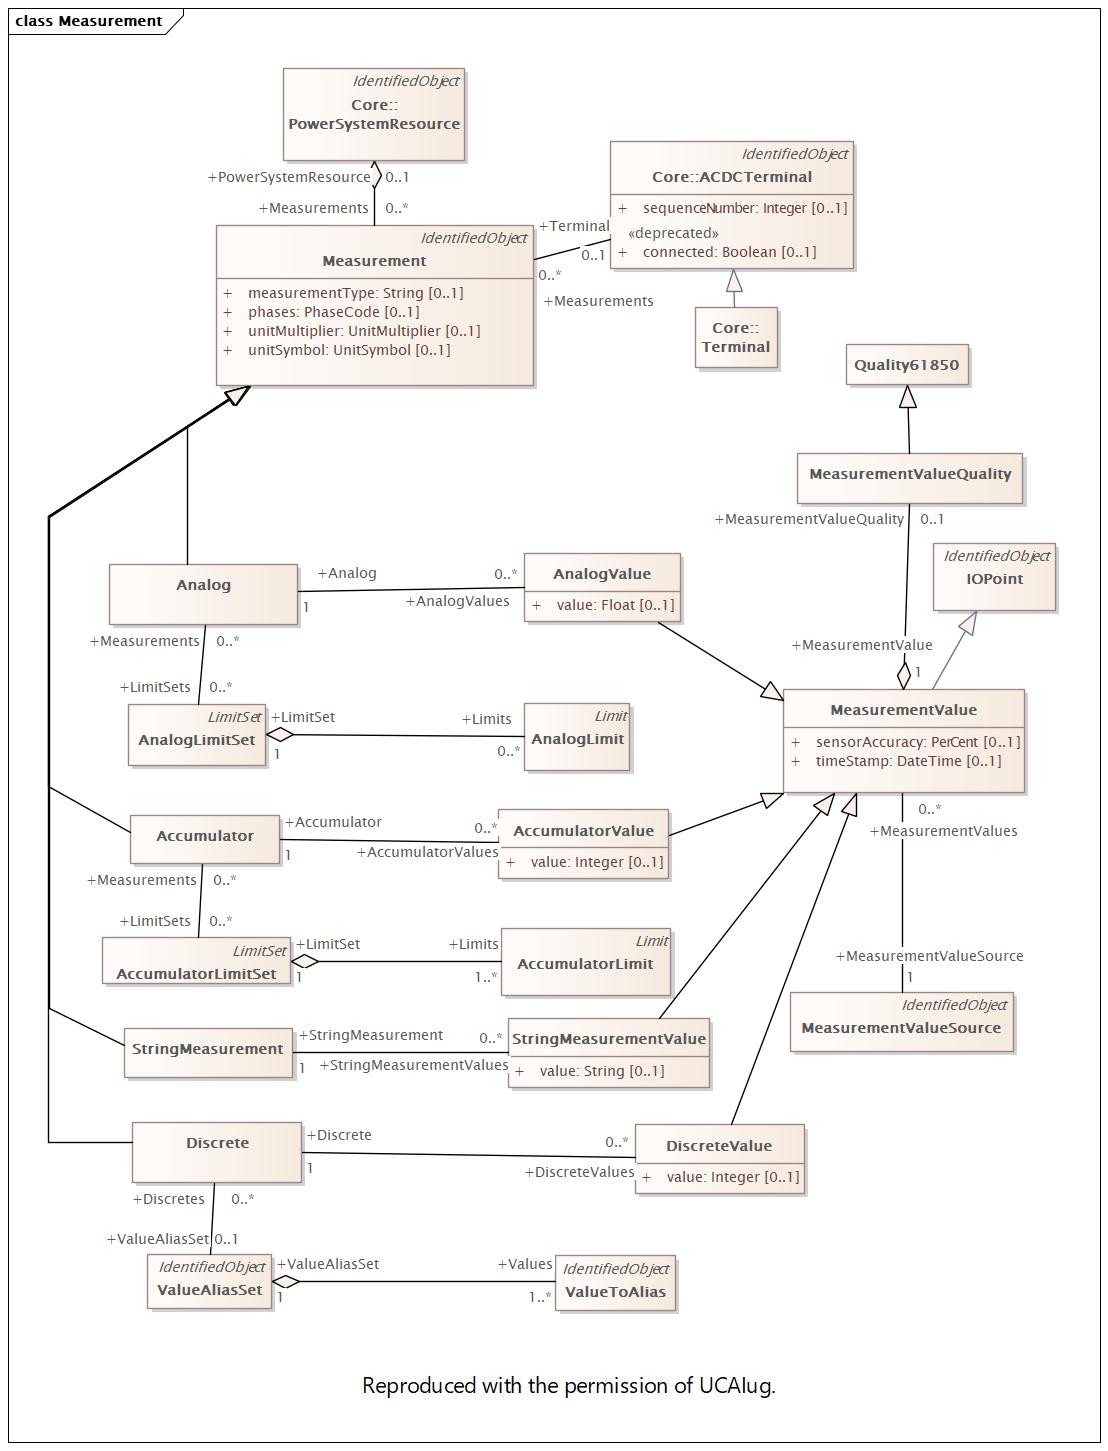 class Measurement
IdentifiedObject
Core::
PowerSystemResource
+PowerSystemResource
0..1
+Measurements
0..*
IdentifiedObject
Measurement
+ measurementType: String [0..1]
+ phases: PhaseCode [0..1]
+ unitMultiplier: UnitMultiplier [0..1]
+ unitSymbol: UnitSymbol [0..1]
+Terminal
0..1
0..*
+Measurements
IdentifiedObject
Core::ACDCTerminal
+ sequenceNumber: Integer [0..1]
«deprecated»
+ connected: Boolean [0..1]
Core::
Terminal
Quality61850
MeasurementValueQuality
+MeasurementValueQuality
0..1
IdentifiedObject
IOPoint
+MeasurementValue
1
Analog
+Analog
1
0..*
+AnalogValues
AnalogValue
+ value: Float [0..1]
+Measurements
0..*
+LimitSets
0..*
LimitSet
AnalogLimitSet
+LimitSet
1
+Limits
0..*
Limit
AnalogLimit
MeasurementValue
+ sensorAccuracy: PerCent [0..1]
+ timeStamp: DateTime [0..1]
0..*
+MeasurementValues
Accumulator
+Accumulator
1
0..*
+AccumulatorValues
AccumulatorValue
+ value: Integer [0..1]
+Measurements
0..*
+LimitSets
0..*
LimitSet
AccumulatorLimitSet
+LimitSet
1
+Limits
1..*
Limit
AccumulatorLimit
+MeasurementValueSource
1
IdentifiedObject
MeasurementValueSource
StringMeasurement
+StringMeasurement
1
0..*
+StringMeasurementValues
StringMeasurementValue
+ value: String [0..1]
Discrete
+Discrete
1
0..*
+DiscreteValues
DiscreteValue
+ value: Integer [0..1]
+Discretes
0..*
+ValueAliasSet
0..1
IdentifiedObject
ValueAliasSet
+ValueAliasSet
1
+Values
1..*
IdentifiedObject
ValueToAlias
Reproduced with the permission of UCAIug.